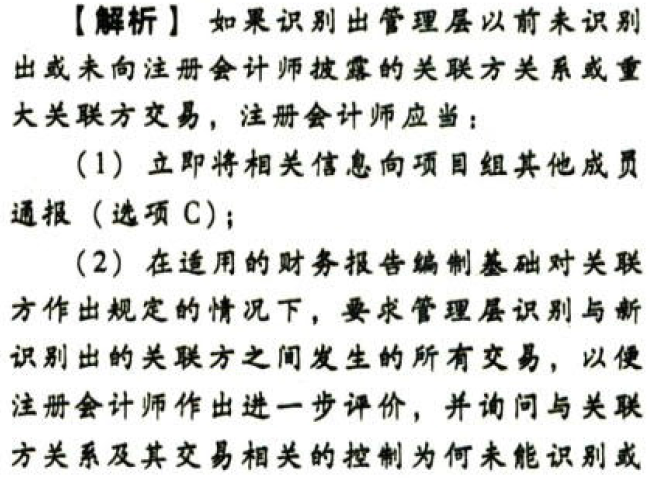 【解析】 如果识别出管理层以前未识别
出或未向注册会计师披露的关联方关系或重
大关联方交易，注册会计师应当：
（1）立即将相关信息向项目组其他成员
通报（选项C）；
（2）在适用的财务报告编制基础对关联
方作出规定的情况下，要求管理层识别与新
识别出的关联方之间发生的所有交易，以便
注册会计师作出进一步评价，并询问与关联
方关系及其交易相关的控制为何未能识别或